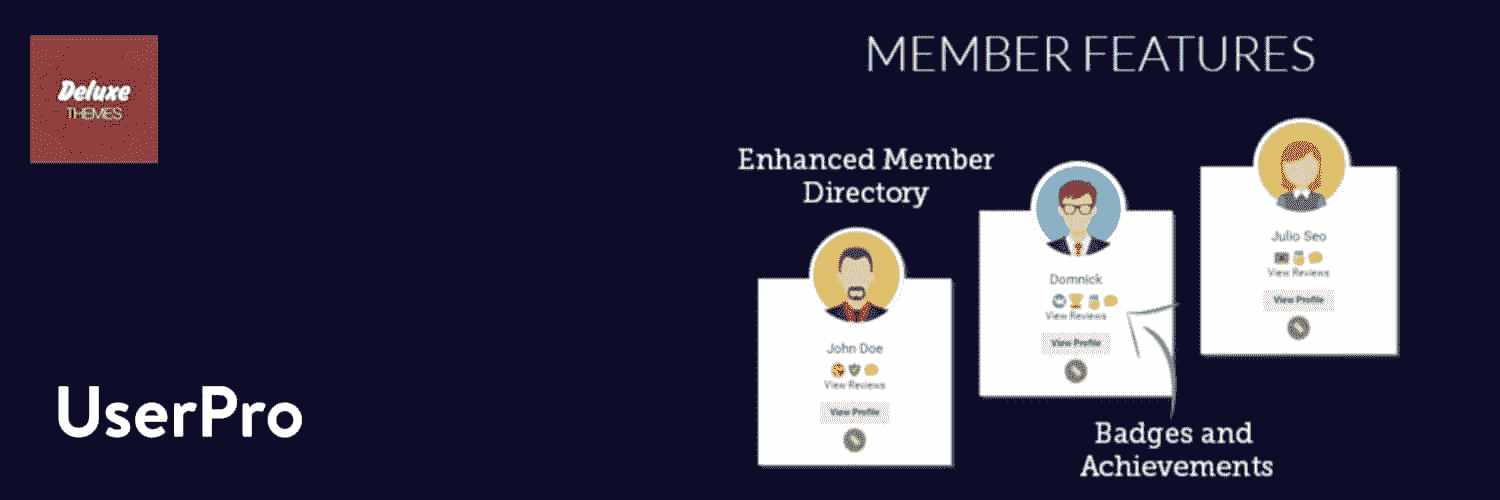 Deluxe
THEMES
UserPro
MEMBER FEATURES
Enhanced Member
Directory
John Doe
View Reviews
View Profile
Domnick
View Reviews
View Profile
Julio Seo
View Reviews
View Profile
Badges and
Achievements